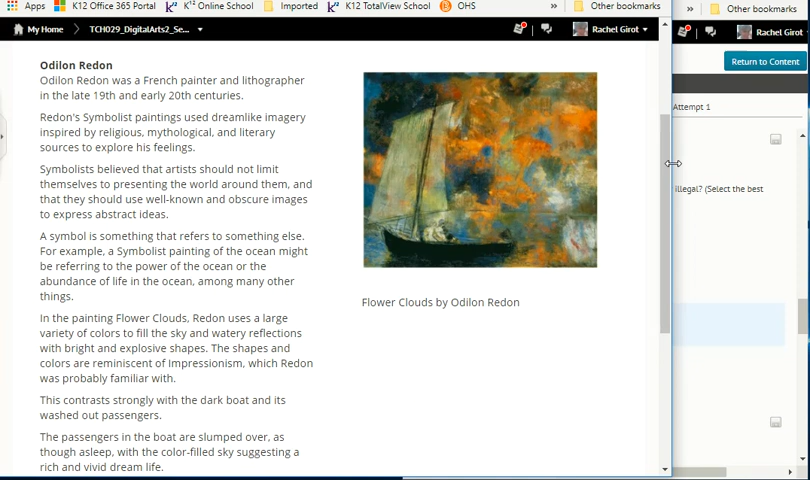 Apps K12 Office 365 Portal K¹² Online School Imported K12 TotalView School OHS » Other bookmarks
» Other bookmarks
My Home TCH029_DigitalArts2_Se... Rachel Girot
Rachel Girot
Return to Content
Attempt 1
illegal? (Select the best
Odilon Redon
Odilon Redon was a French painter and lithographer
in the late 19th and early 20th centuries.
Redon's Symbolist paintings used dreamlike imagery
inspired by religious, mythological, and literary
sources to explore his feelings.
Symbolists believed that artists should not limit
themselves to presenting the world around them, and
that they should use well-known and obscure images
to express abstract ideas.
A symbol is something that refers to something else.
For example, a Symbolist painting of the ocean might
be referring to the power of the ocean or the
abundance of life in the ocean, among many other
things.
In the painting Flower Clouds, Redon uses a large
variety of colors to fill the sky and watery reflections
with bright and explosive shapes. The shapes and
colors are reminiscent of Impressionism, which Redon
was probably familiar with.
This contrasts strongly with the dark boat and its
washed out passengers.
The passengers in the boat are slumped over, as
though asleep, with the color-filled sky suggesting a
rich and vivid dream life.
Flower Clouds by Odilon Redon